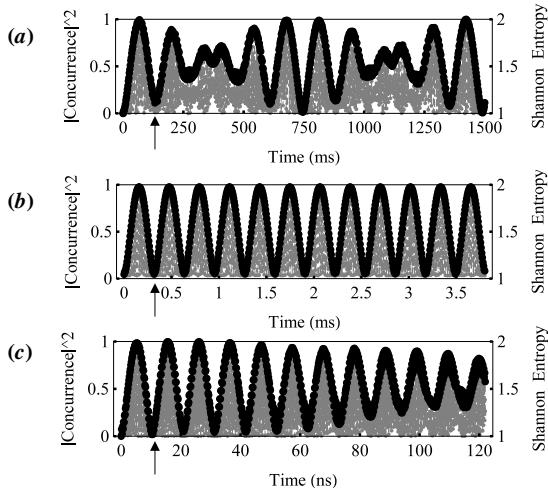 (a)
|Concurrence|^2
1
0.5
0
2
1.5
1
Shannon Entropy
0 250 500 750 1000 1250 1500
Time (ms)
(b)
|Concurrence|^2
1
0.5
0
2
1.5
1
Shannon Entropy
0 0.5 1 1.5 2 2.5 3 3.5
Time (ms)
(c)
|Concurrence|^2
1
0.5
0
2
1.5
1
Shannon Entropy
0 20 40 60 80 100 120
Time (ns)